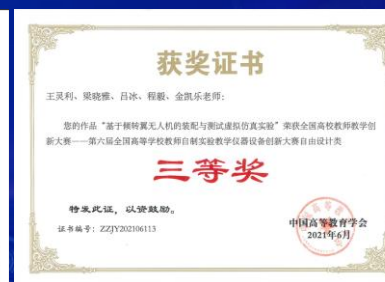 获奖证书
王灵利、梁晓雅、吕冰、程毅、金凯乐老师：
您的作品“基于倾转翼无人机的装配与测试虚拟仿真实验”荣获全国高校教师教学创
新大赛——第六届全国高等学校教师自制实验教学仪器设备创新大赛自由设计类
三等奖
特发此证，以资鼓励。
证书编号：ZZJY202106113
中国高等教育学会
2021年6月